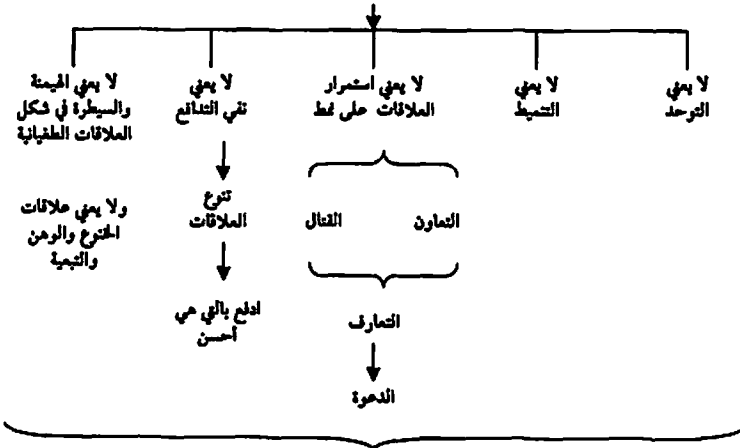 لا يعني
التوحد
لا يعني
التنميط
لا يعني استمرار
العلاقات على نمط
التعاون
القتال
التعارف
الدعوة
لا يعني
نفي التدافع
تنوع
العلاقات
ادفع بالتي هي
أحسن
لا يعني الهيمنة
والسيطرة في شكل
العلاقات الطغيانية
ولا يعني علاقات
الخنوع والوهن
والتبعية